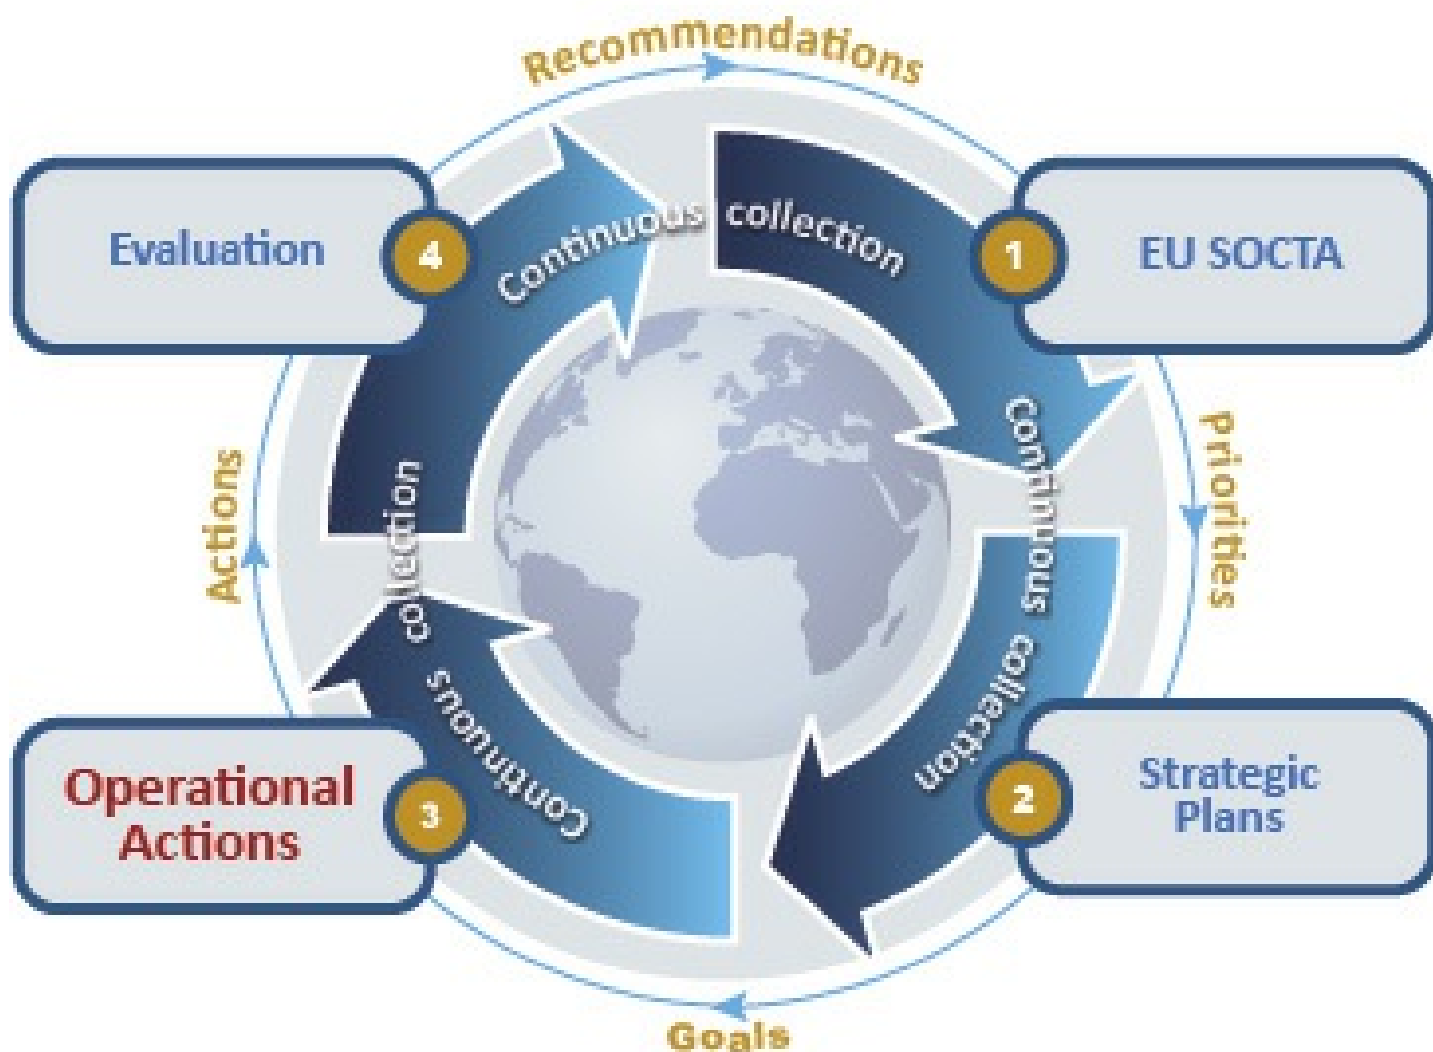 Recommendations
Evaluation
4
Continuous collection
1
EU SOCTA
Priorities
Continuous collection
2
Strategic
Plans
Goals
Continuous collection
3
Operational
Actions
Actions